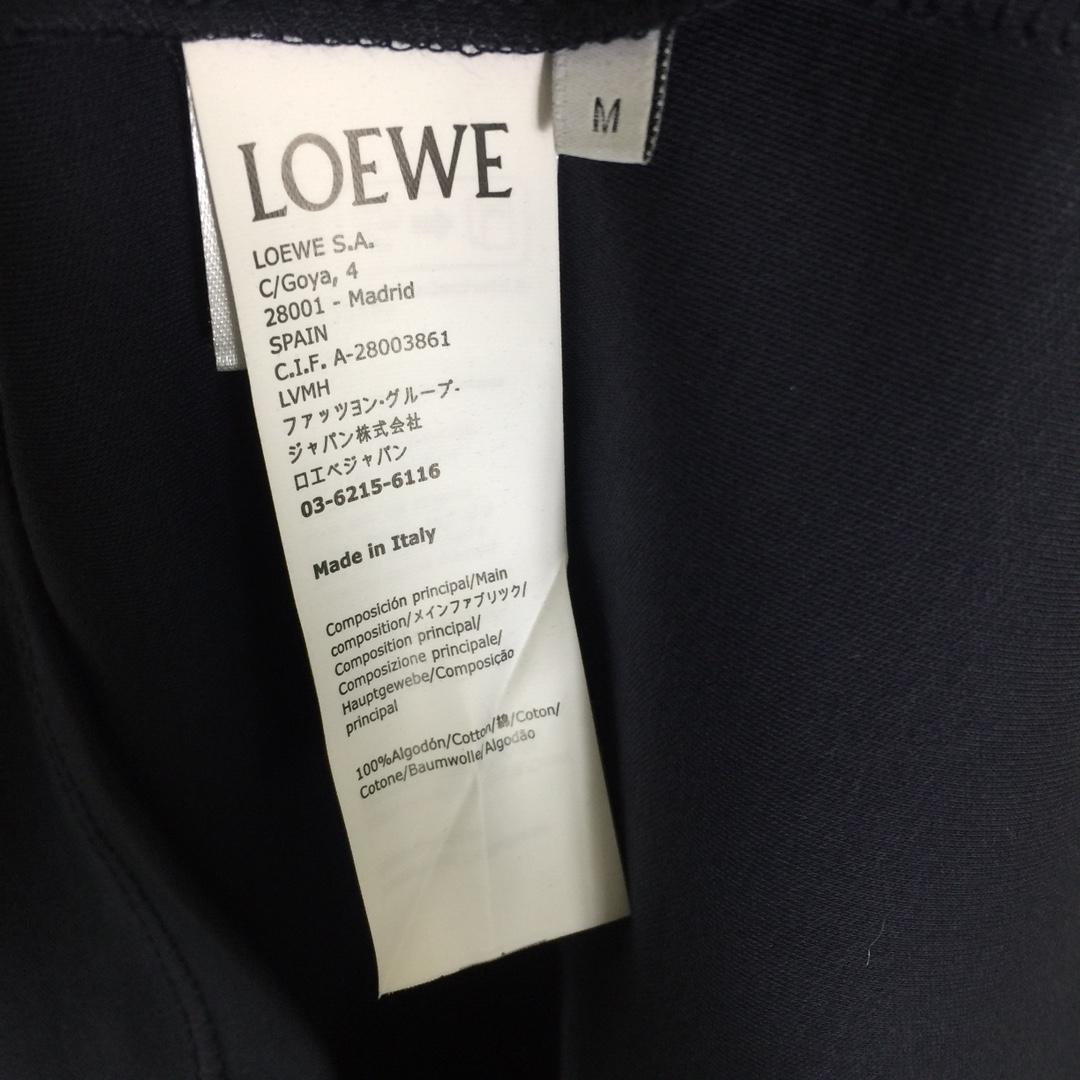 LOEWE
M
LOEWE S.A.
C/Goya, 4
28001 - Madrid
SPAIN
C.I.F. A-28003861
LVMH
ファッツヨン·グループ-
ジャパン株式会社
ロエベジャパン
03-6215-6116
Made in Italy
Composición principal/Main
composition/メインファブリック/
Composition principal/
Composizione principale/
Hauptgewebe/Composição
principal
100%Algodón/Cotton/綿/Coton/
Cotone/Baumwolle/Algodão